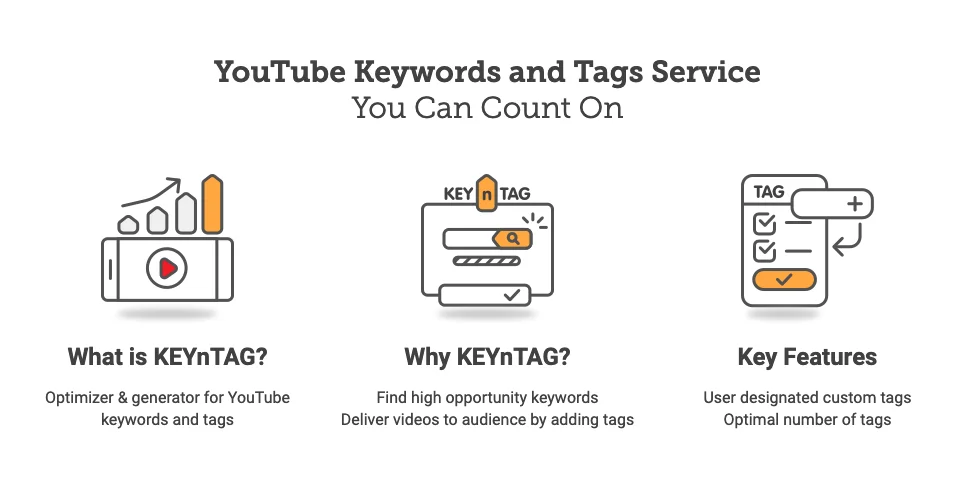 YouTube Keywords and Tags Service
You Can Count On
KEY n TAG
TAG
What is KEYnTAG?
Optimizer & generator for YouTube
keywords and tags
Why KEYnTAG?
Find high opportunity keywords
Deliver videos to audience by adding tags
Key Features
User designated custom tags
Optimal number of tags